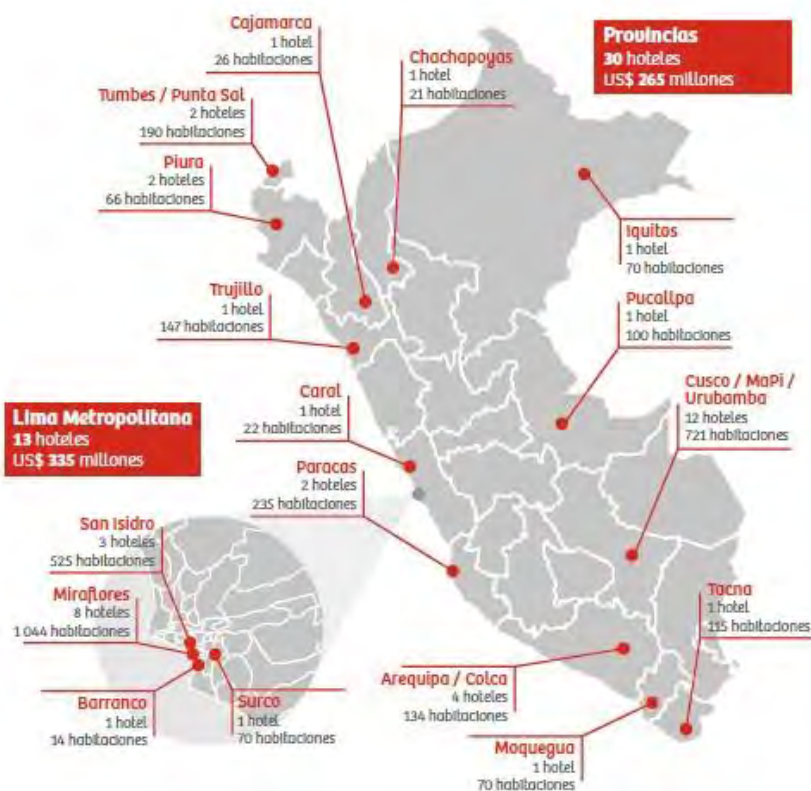 Cajamarca
1 hotel
26 habitaciones
Chachapoyas
1 hotel
21 habitaciones
Provincias
30 hoteles
US$ 265 millones
Tumbes / Punta Sal
2 hoteles
190 habitaciones
Piura
2 hoteles
66 habitaciones
Iquitos
1 hotel
70 habitaciones
Trujillo
1 hotel
147 habitaciones
Pucallpa
1 hotel
100 habitaciones
Caral
1 hotel
22 habitaciones
Cusco / MaPi /
Urubamba
12 hoteles
721 habitaciones
Lima Metropolitana
13 hoteles
US$ 335 millones
Paracas
2 hoteles
235 habitaciones
San Isidro
3 hoteles
525 habitaciones
Miraflores
8 hoteles
1 044 habitaciones
Tacna
1 hotel
115 habitaciones
Barranco
1 hotel
14 habitaciones
Surco
1 hotel
70 habitaciones
Arequipa / Colca
4 hoteles
134 habitaciones
Moquegua
1 hotel
70 habitaciones